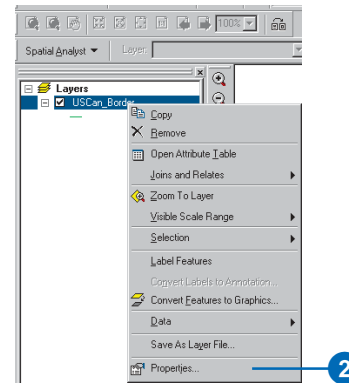 100%
Spatial Analyst Layer:
Layers
USCan_Border
Copy
Remove
Open Attribute Table
Joins and Relates
Zoom To Layer
Visible Scale Range
Selection
Label Features
Convert Labels to Annotation...
Convert Features to Graphics...
Data
Save As Layer File...
Properties...
2